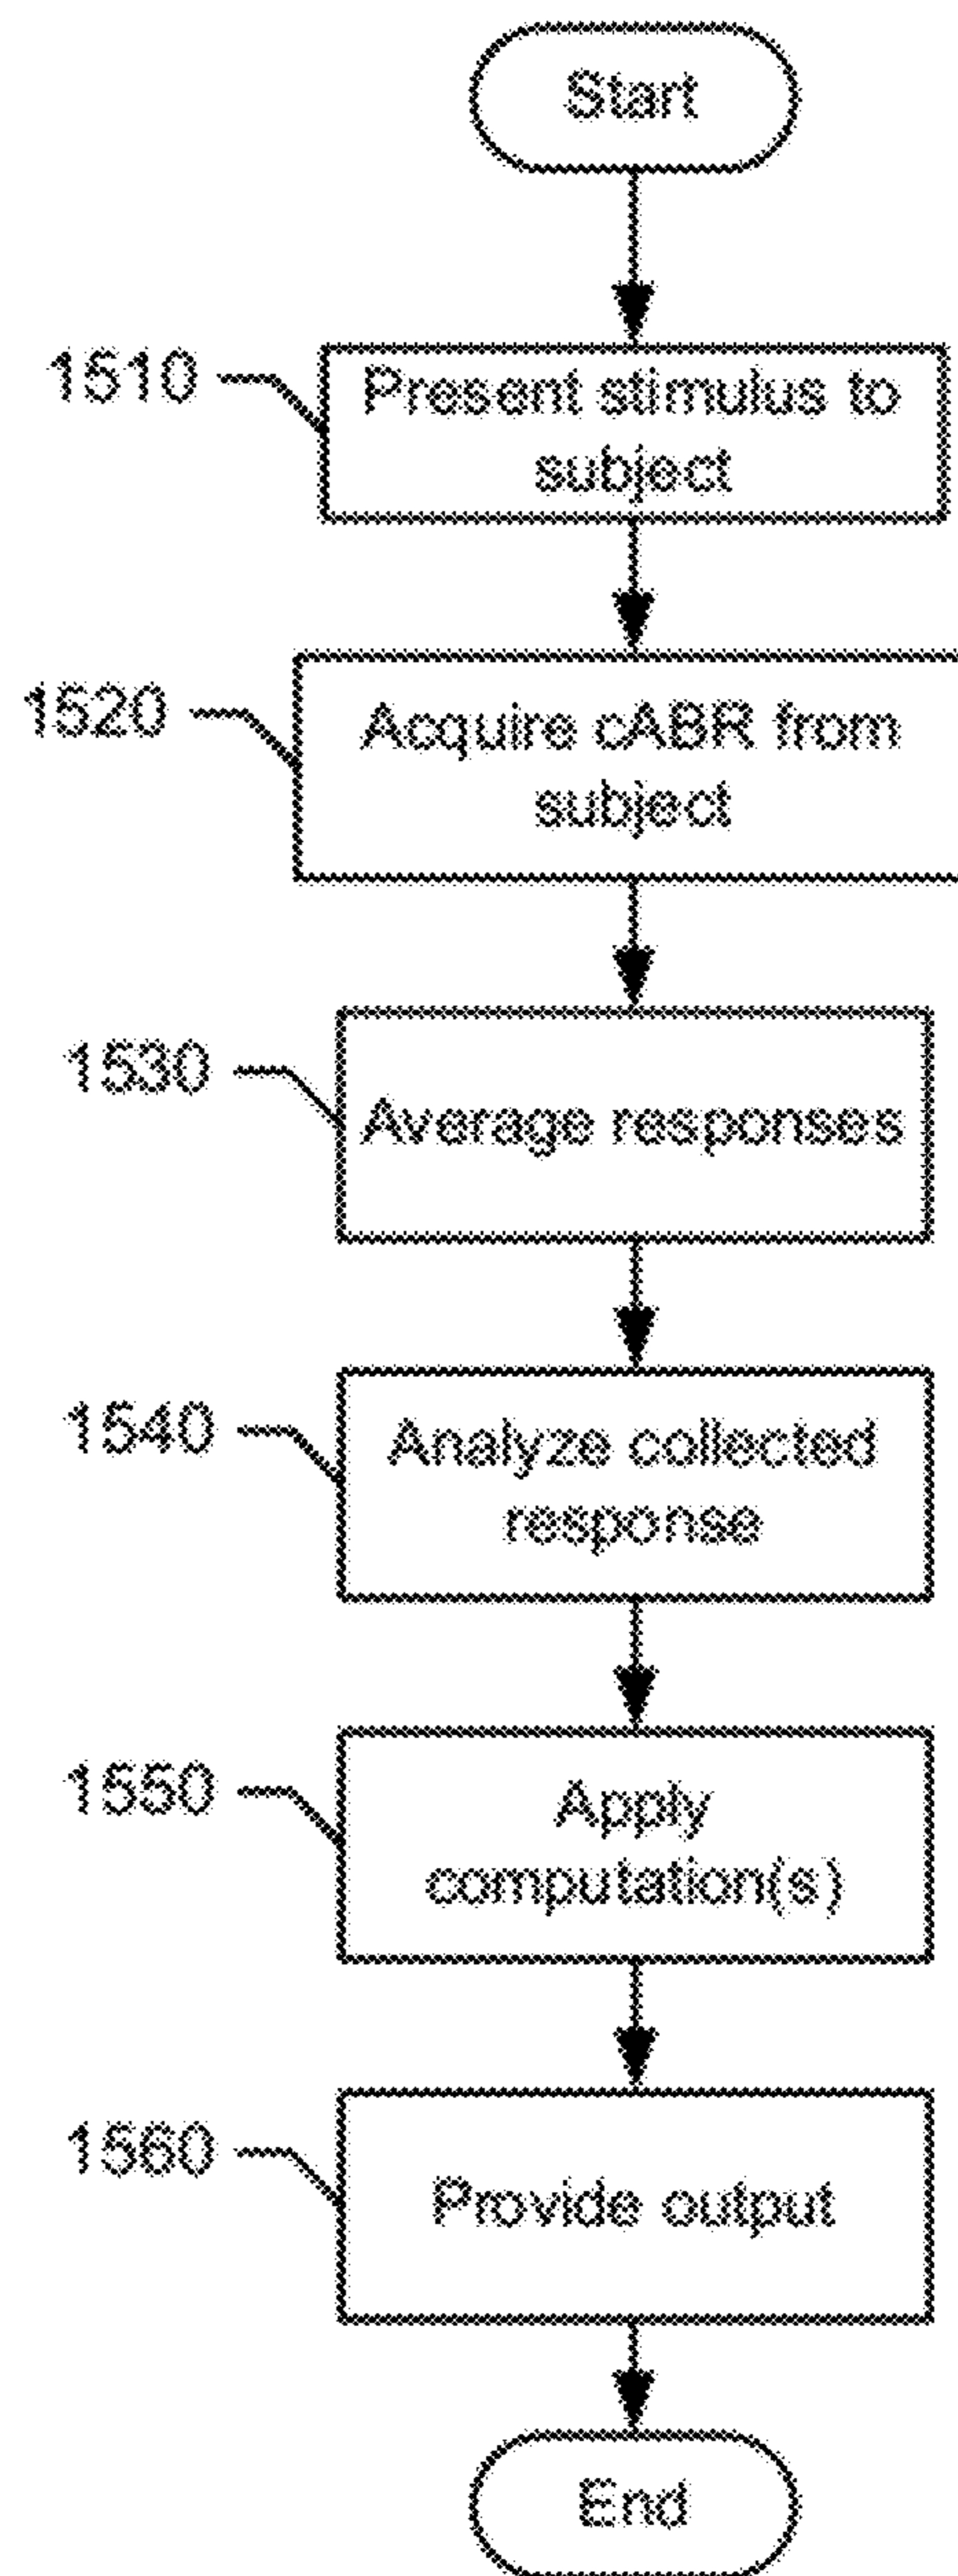 Start
1510
Present stimulus to
subject
1520
Acquire cABR from
subject
1530
Average responses
1540
Analyze collected
response
1550
Apply
computation(s)
1560
Provide output
End